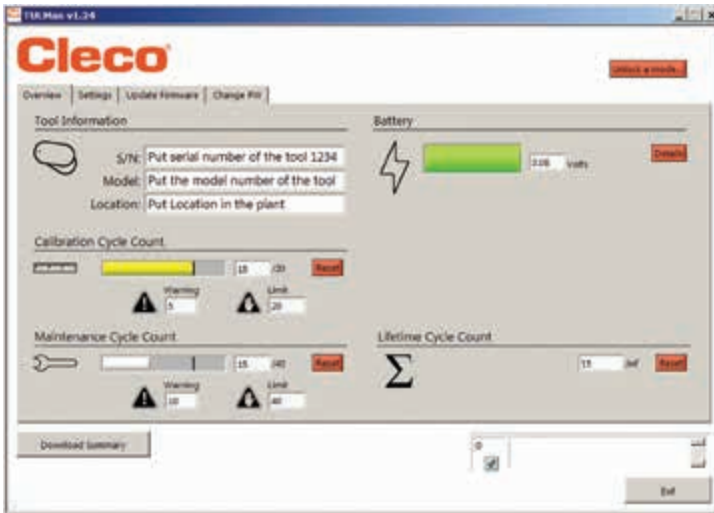 TULMan v1.24
Cleco
Unlock a mode...
Overview Settings Update Firmware Change PW
Tool Information
S/N: Put serial number of the tool 1234
Model: Put the model number of the tool
Location: Put Location in the plant
Battery
volts
Details
Calibration Cycle Count
15 /20 Reset
Warning
5
Limit
20
Maintenance Cycle Count
15 /40 Reset
Warning
10
Limit
40
Lifetime Cycle Count
15 /inf Reset
Download Summary
0
Exit